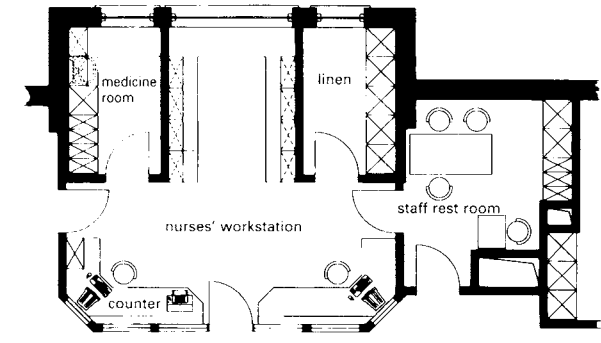 medicine
room
linen
staff rest room
nurses' workstation
counter